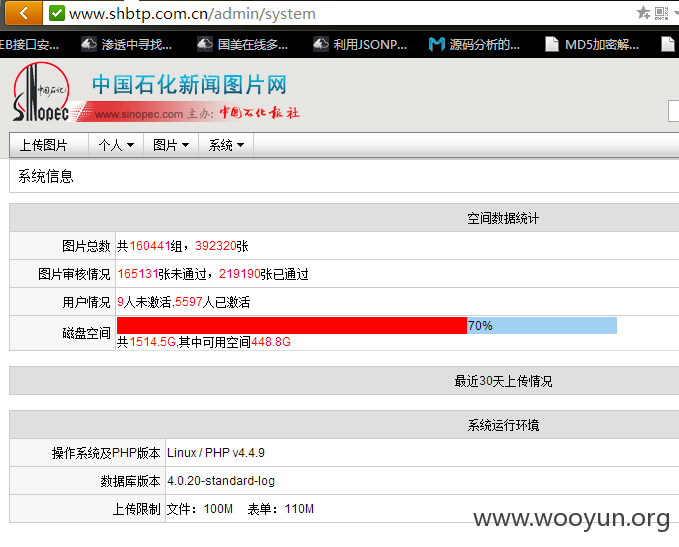 www.shbtp.com.cn/admin/system
EB接口安... 渗透中寻找... 国美在线多... 利用JSONP... 源码分析的... MD5加密解...
中国石化
SINOPEC
中国石化新闻图片网
www.sinopec.com 主办: 中国石化报社
上传图片 个人 图片 系统
系统信息
空间数据统计
图片总数 共160441组，392320张
图片审核情况 165131张未通过，219190张已通过
用户情况 9人未激活,5597人已激活
磁盘空间 70%
共1514.5G,其中可用空间448.8G
最近30天上传情况
系统运行环境
操作系统及PHP版本 Linux / PHP v4.4.9
数据库版本 4.0.20-standard-log
上传限制 文件：100M 表单：110M
www.wooyun.org